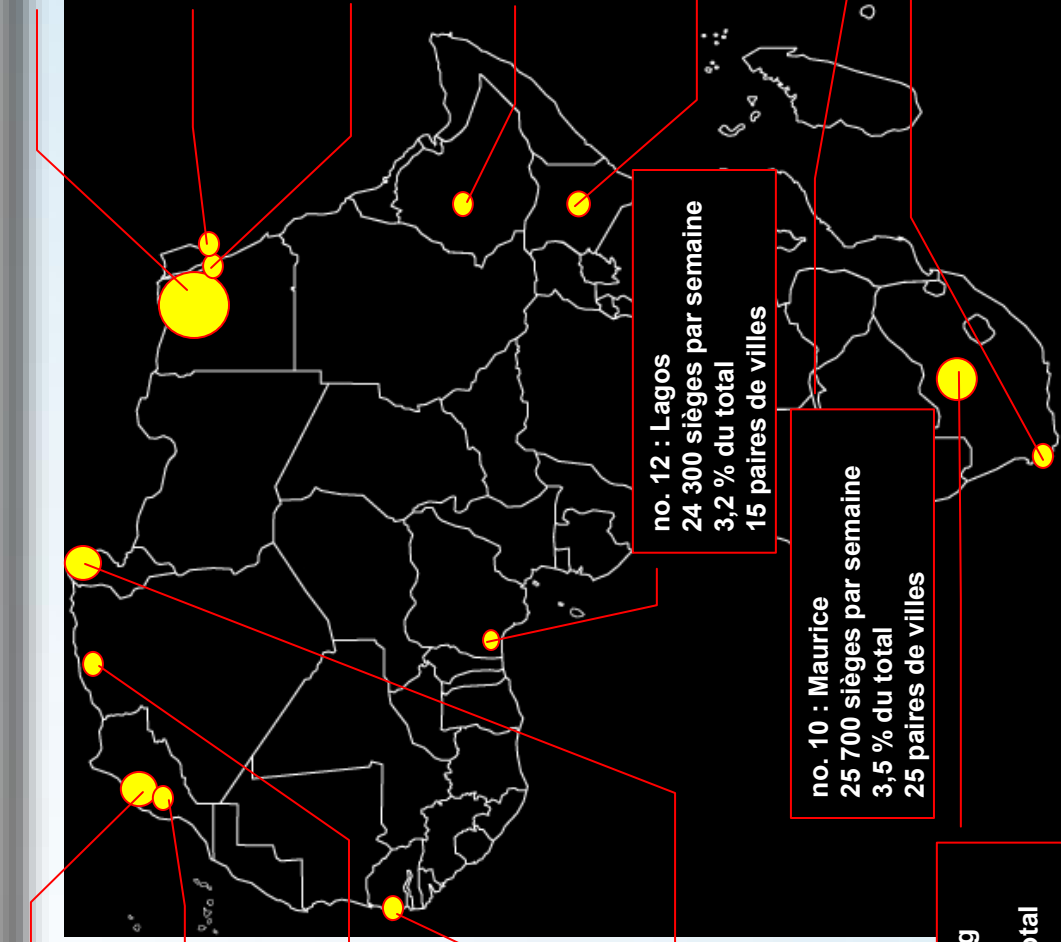 no. 12 : Lagos
24 300 sièges par semaine
3,2 % du total
15 paires de villes
no. 10 : Maurice
25 700 sièges par semaine
3,5 % du total
25 paires de villes